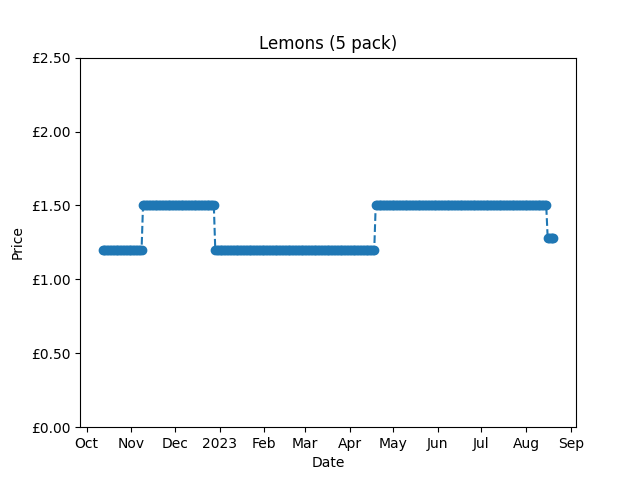 Lemons (5 pack)
£2.50
£2.00
£1.50
£1.00
£0.50
£0.00
Price
Oct Nov Dec 2023 Feb Mar Apr May Jun Jul Aug Sep
Date